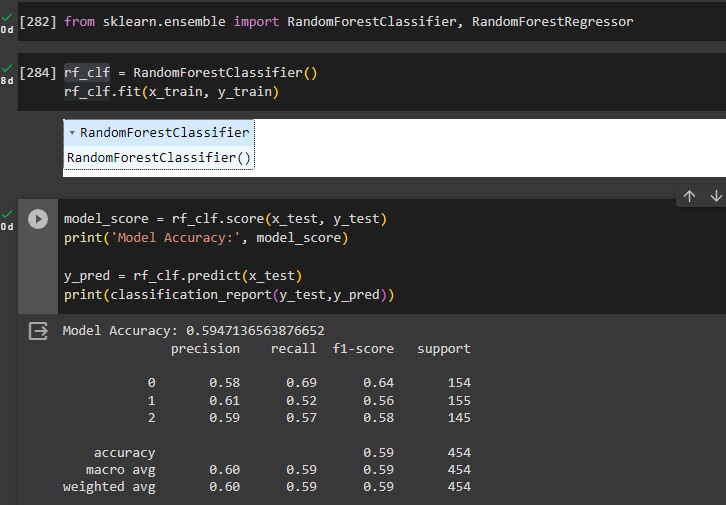 [282] from sklearn.ensemble import RandomForestClassifier, RandomForestRegressor
0d
[284] rf_clf = RandomForestClassifier()
8d
rf_clf.fit(x_train, y_train)
▾ RandomForestClassifier
RandomForestClassifier()
0d
model_score = rf_clf.score(x_test, y_test)
print('Model Accuracy:', model_score)
y_pred = rf_clf.predict(x_test)
print(classification_report(y_test,y_pred))
Model Accuracy: 0.5947136563876652
precision recall f1-score support
0 0.58 0.69 0.64 154
1 0.61 0.52 0.56 155
2 0.59 0.57 0.58 145
accuracy 0.59 454
macro avg 0.60 0.59 0.59 454
weighted avg 0.60 0.59 0.59 454